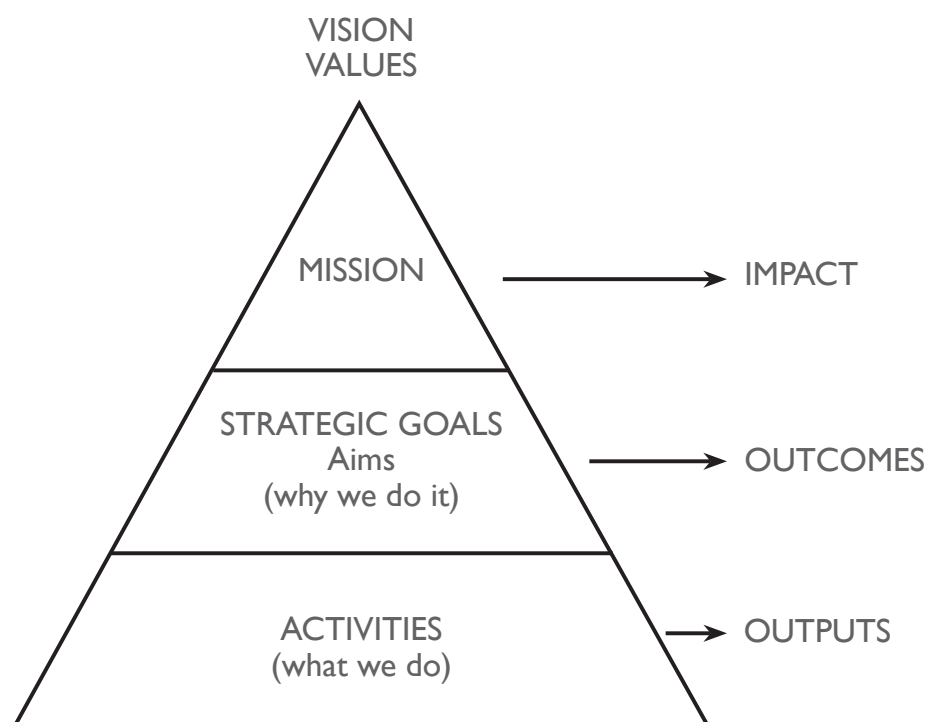 VISION
VALUES
MISSION
IMPACT
STRATEGIC GOALS
Aims
(why we do it)
OUTCOMES
ACTIVITIES
(what we do)
OUTPUTS